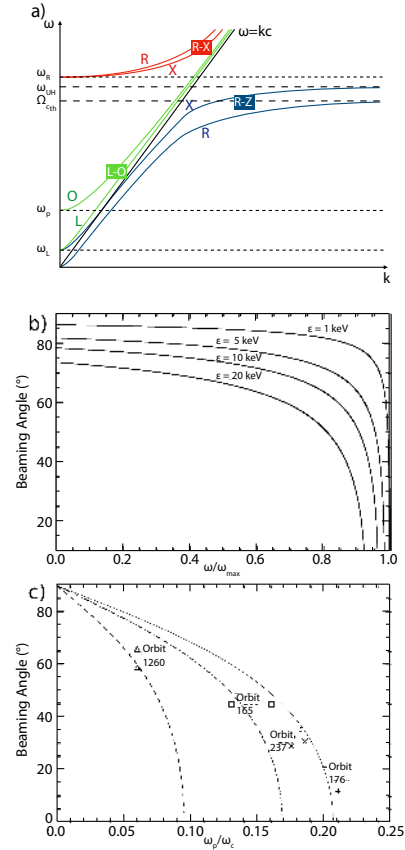 a)
ω
ω=kc
R
R-X
X
ω_R
ω_UH
Ω_cth
X
R-Z
R
L-O
O
L
ω_p
ω_L
k
b)
80
60
40
20
Beaming Angle (°)
ε = 1 keV
ε = 5 keV
ε = 10 keV
ε = 20 keV
0.0 0.2 0.4 0.6 0.8 1.0
ω/ω_max
c)
80
60
40
20
0
Beaming Angle (°)
Orbit
1260
Orbit
165
Orbit
237
Orbit
176
0.00 0.05 0.10 0.15 0.20 0.25
ω_p/ω_c